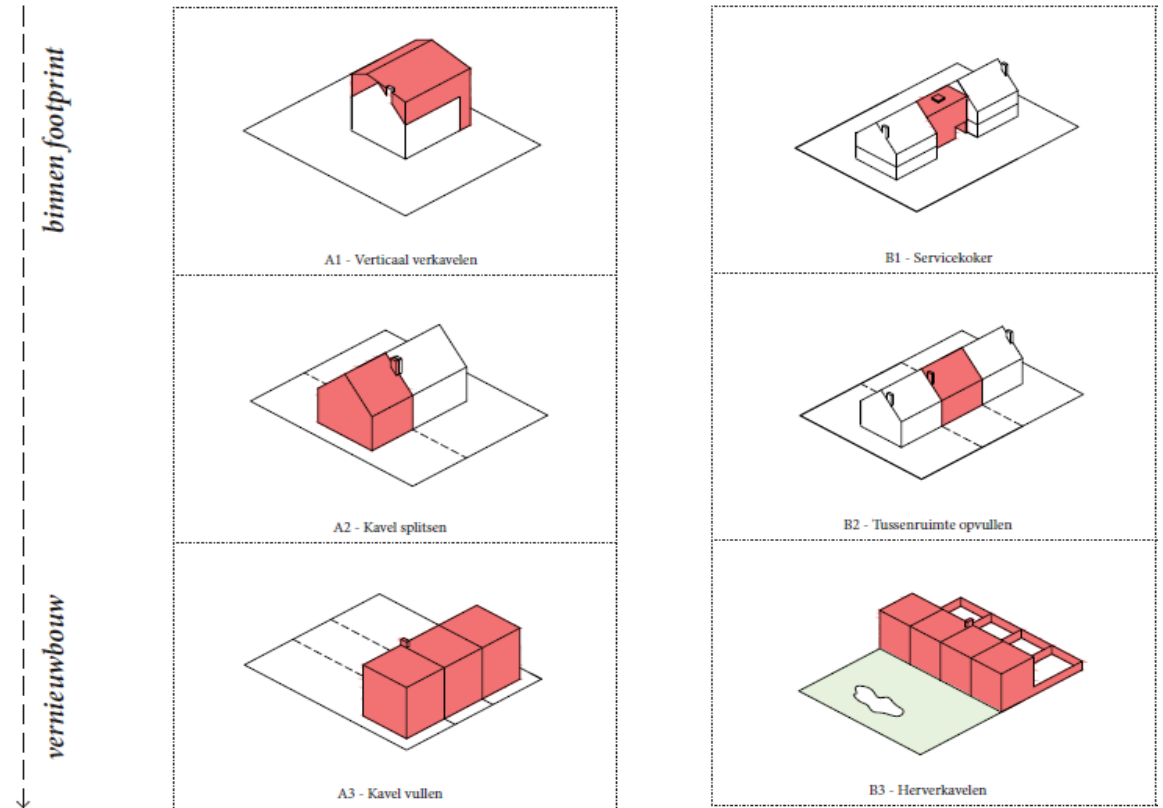 binnen footprint
A1 - Verticaal verkavelen
B1 - Servicekoker
A2 - Kavel splitsen
B2 - Tussenruimte opvullen
vernieuwbouw
A3 - Kavel vullen
B3 - Herverkavelen